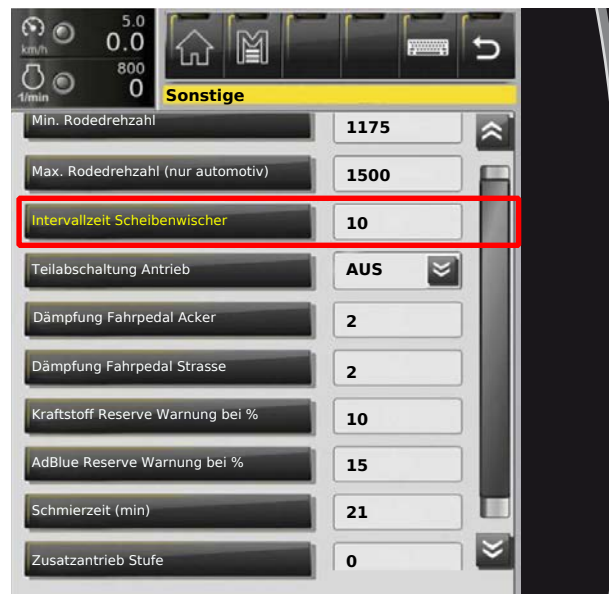 5.0
km/h
0.0
800
1/min
0
Sonstige
Min. Rodedrehzahl
1175
Max. Rodedrehzahl (nur automotiv)
1500
Intervallzeit Scheibenwischer
10
Teilabschaltung Antrieb
AUS
Dämpfung Fahrpedal Acker
2
Dämpfung Fahrpedal Strasse
2
Kraftstoff Reserve Warnung bei %
10
AdBlue Reserve Warnung bei %
15
Schmierzeit (min)
21
Zusatzantrieb Stufe
0